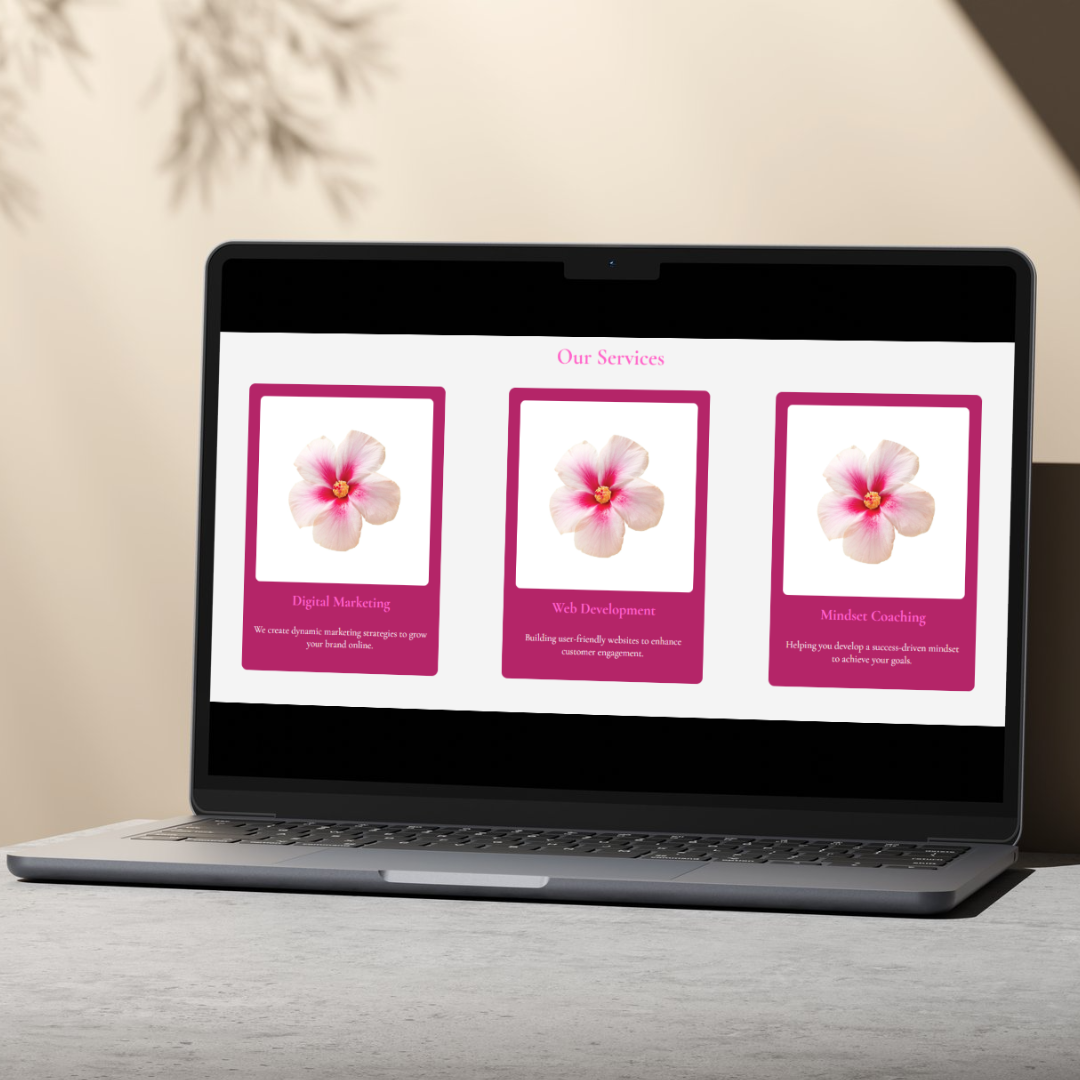 Our Services
Digital Marketing
We create dynamic marketing strategies to grow
your brand online.
Web Development
Building user-friendly websites to enhance
customer engagement.
Mindset Coaching
Helping you develop a success-driven mindset
to achieve your goals.